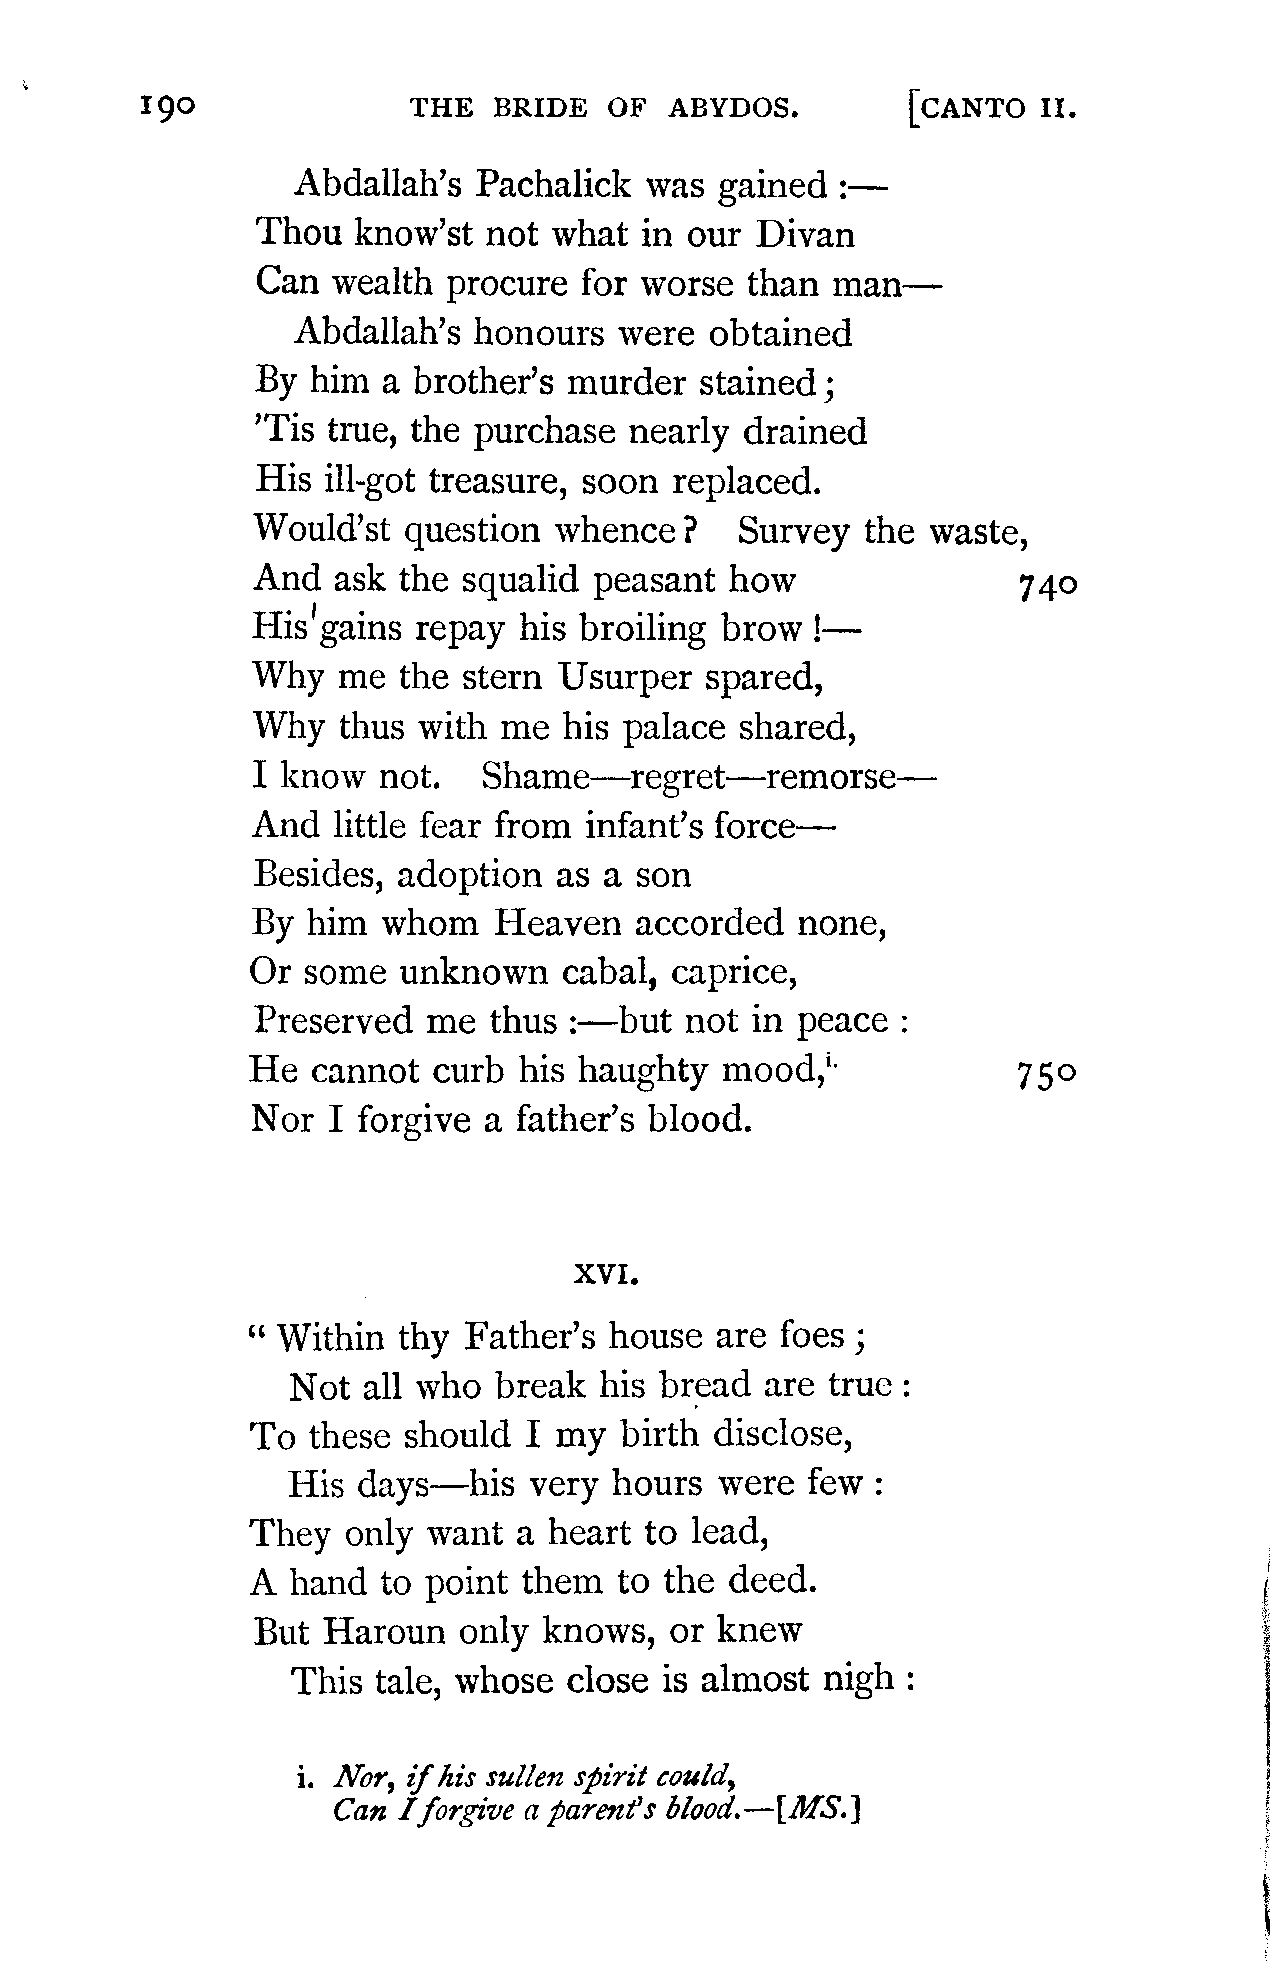 190 THE BRIDE OF ABYDOS. [CANTO II.
Abdallah's Pachalick was gained :—
Thou know'st not what in our Divan
Can wealth procure for worse than man—
Abdallah's honours were obtained
By him a brother's murder stained;
'Tis true, the purchase nearly drained
His ill-got treasure, soon replaced.
Would'st question whence? Survey the waste,
And ask the squalid peasant how 740
His gains repay his broiling brow !—
Why me the stern Usurper spared,
Why thus with me his palace shared,
I know not. Shame—regret—remorse—
And little fear from infant's force—
Besides, adoption as a son
By him whom Heaven accorded none,
Or some unknown cabal, caprice,
Preserved me thus :—but not in peace :
He cannot curb his haughty mood,i. 750
Nor I forgive a father's blood.
XVI.
" Within thy Father's house are foes ;
Not all who break his bread are true :
To these should I my birth disclose,
His days—his very hours were few :
They only want a heart to lead,
A hand to point them to the deed.
But Haroun only knows, or knew
This tale, whose close is almost nigh :
i. Nor, if his sullen spirit could,
Can I forgive a parent's blood.—[MS.]